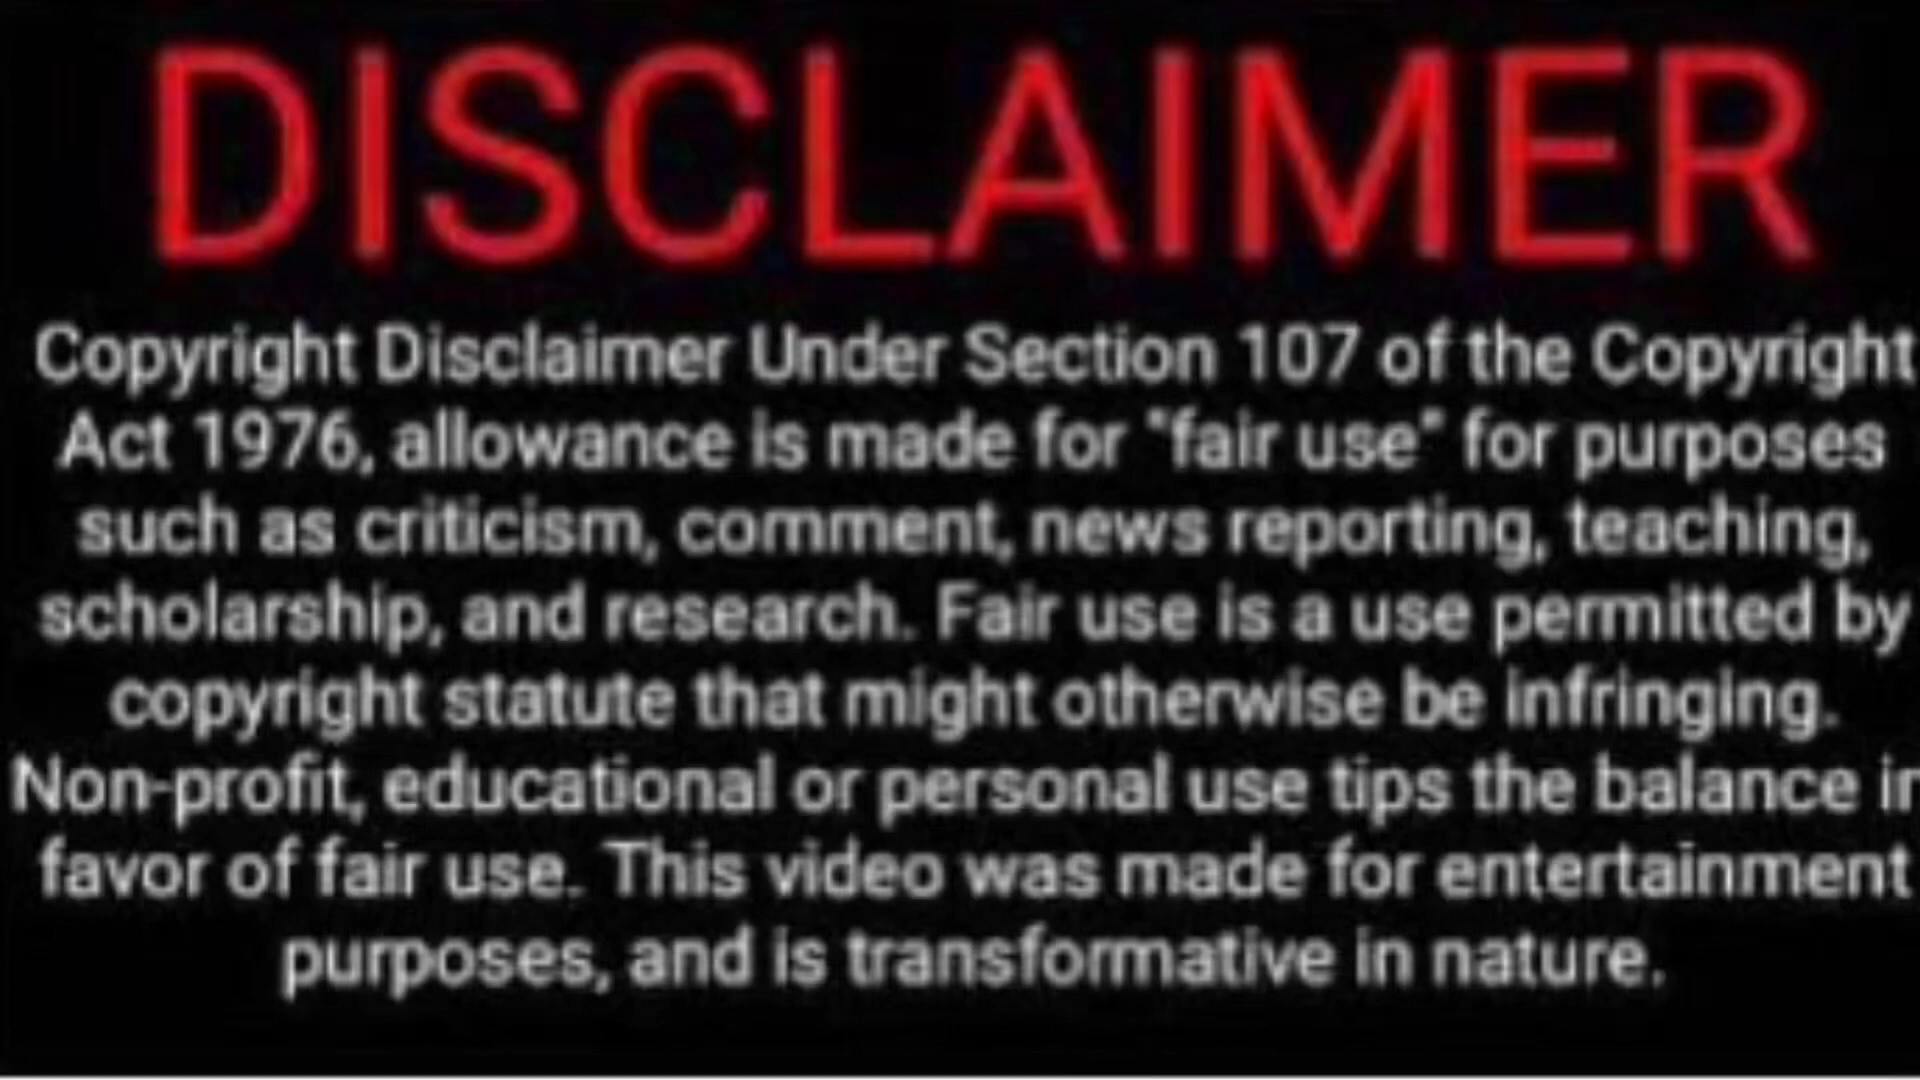 DISCLAIMER
Copyright Disclaimer Under Section 107 of the Copyright
Act 1976, allowance is made for "fair use" for purposes
such as criticism, comment, news reporting, teaching,
scholarship, and research. Fair use is a use permitted by
copyright statute that might otherwise be infringing.
Non-profit, educational or personal use tips the balance in
favor of fair use. This video was made for entertainment
purposes, and is transformative in nature.